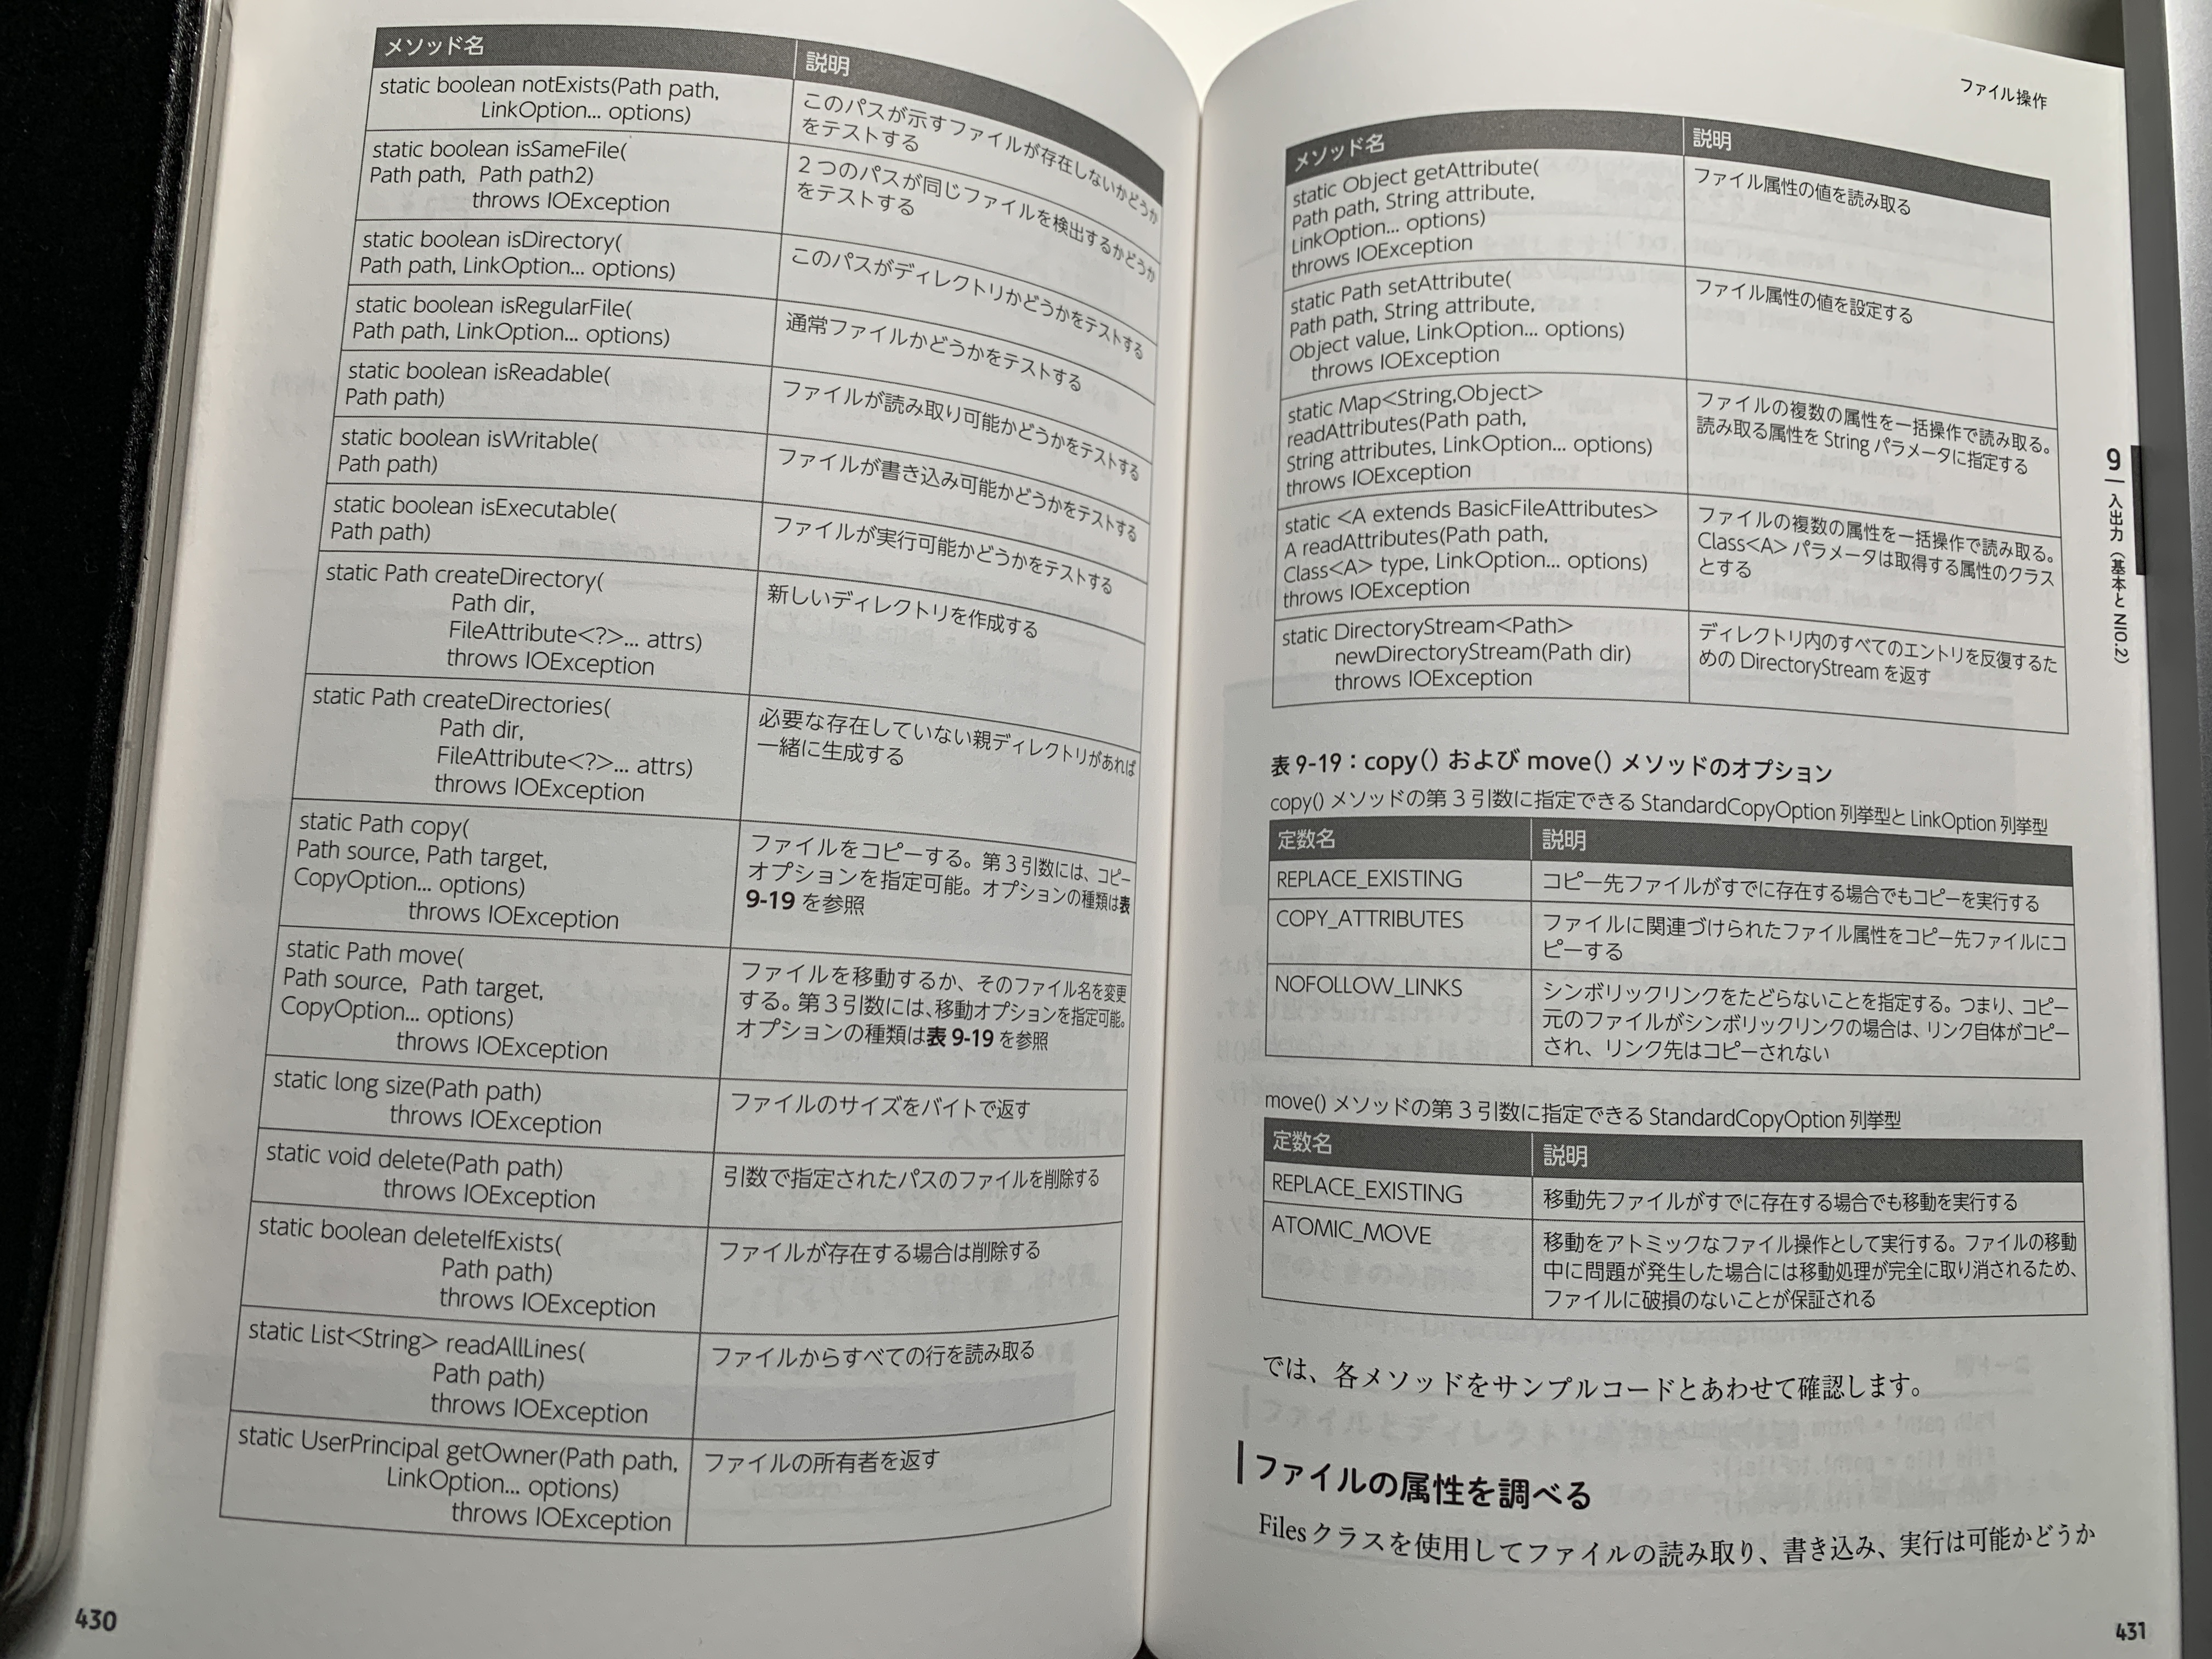 メソッド名
説明
static boolean notExists(Path path,
LinkOption... options)
このパスが示すファイルが存在しないかどうか
をテストする
static boolean isSameFile(
Path path, Path path2)
throws IOException
2 つのパスが同じファイルを検出するかどうか
をテストする
static boolean isDirectory(
Path path, LinkOption... options)
このパスがディレクトリかどうかをテストする
static boolean isRegularFile(
Path path, LinkOption... options)
通常ファイルかどうかをテストする
static boolean isReadable(
Path path)
ファイルが読み取り可能かどうかをテストする
static boolean isWritable(
Path path)
ファイルが書き込み可能かどうかをテストする
static boolean isExecutable(
Path path)
ファイルが実行可能かどうかをテストする
static Path createDirectory(
Path dir,
FileAttribute<?>... attrs)
throws IOException
新しいディレクトリを作成する
static Path createDirectories(
Path dir,
FileAttribute<?>... attrs)
throws IOException
必要な存在していない親ディレクトリがあれば
一緒に生成する
static Path copy(
Path source, Path target,
CopyOption... options)
throws IOException
ファイルをコピーする。第 3 引数には、コピー
オプションを指定可能。オプションの種類は表
9-19 を参照
static Path move(
Path source, Path target,
CopyOption... options)
throws IOException
ファイルを移動するか、そのファイル名を変更
する。第 3 引数には、移動オプションを指定可能。
オプションの種類は表 9-19 を参照
static long size(Path path)
throws IOException
ファイルのサイズをバイトで返す
static void delete(Path path)
throws IOException
引数で指定されたパスのファイルを削除する
static boolean deleteIfExists(
Path path)
throws IOException
ファイルが存在する場合は削除する
static List<String> readAllLines(
Path path)
throws IOException
ファイルからすべての行を読み取る
static UserPrincipal getOwner(Path path,
LinkOption... options)
throws IOException
ファイルの所有者を返す
430
ファイル操作
メソッド名
説明
static Object getAttribute(
Path path, String attribute,
LinkOption... options)
throws IOException
ファイル属性の値を読み取る
static Path setAttribute(
Path path, String attribute,
Object value, LinkOption... options)
throws IOException
ファイル属性の値を設定する
static Map<String,Object>
readAttributes(Path path,
String attributes, LinkOption... options)
throws IOException
ファイルの複数の属性を一括操作で読み取る。
読み取る属性を String パラメータに指定する
static <A extends BasicFileAttributes>
A readAttributes(Path path,
Class<A> type, LinkOption... options)
throws IOException
ファイルの複数の属性を一括操作で読み取る。
Class<A> パラメータは取得する属性のクラス
とする
static DirectoryStream<Path>
newDirectoryStream(Path dir)
throws IOException
ディレクトリ内のすべてのエントリを反復するた
めの DirectoryStream を返す
9
入出力（基本と NIO.2）
表 9-19：copy() および move() メソッドのオプション
copy() メソッドの第 3 引数に指定できる StandardCopyOption 列挙型と LinkOption 列挙型
定数名
説明
REPLACE_EXISTING
コピー先ファイルがすでに存在する場合でもコピーを実行する
COPY_ATTRIBUTES
ファイルに関連づけられたファイル属性をコピー先ファイルにコ
ピーする
NOFOLLOW_LINKS
シンボリックリンクをたどらないことを指定する。つまり、コピー
元のファイルがシンボリックリンクの場合は、リンク自体がコピー
され、リンク先はコピーされない
move() メソッドの第 3 引数に指定できる StandardCopyOption 列挙型
定数名
説明
REPLACE_EXISTING
移動先ファイルがすでに存在する場合でも移動を実行する
ATOMIC_MOVE
移動をアトミックなファイル操作として実行する。ファイルの移動
中に問題が発生した場合には移動処理が完全に取り消されるため、
ファイルに破損のないことが保証される
では、各メソッドをサンプルコードとあわせて確認します。
ファイルの属性を調べる
Files クラスを使用してファイルの読み取り、書き込み、実行は可能かどうか
431